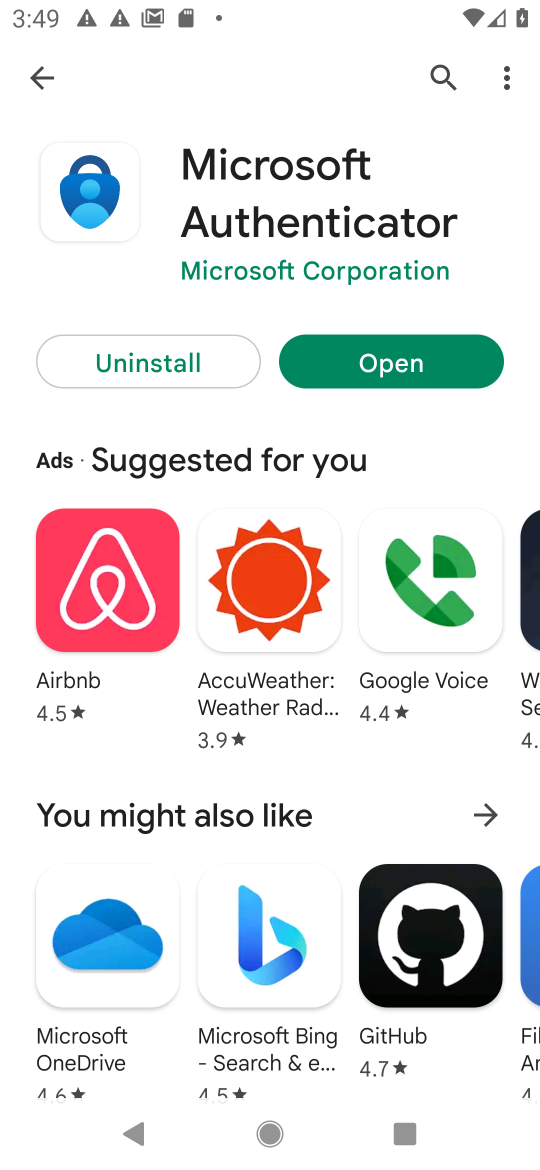 3:49
Microsoft
Authenticator
Microsoft Corporation
Uninstall
Open
Ads · Suggested for you
Airbnb
4.5★
AccuWeather:
Weather Rad...
3.9★
Google Voice
4.4★
W
Se
4.
You might also like
Microsoft
OneDrive
4.6★
Microsoft Bing
- Search & e...
4.5★
GitHub
4.7★
Fil
Ar
4.